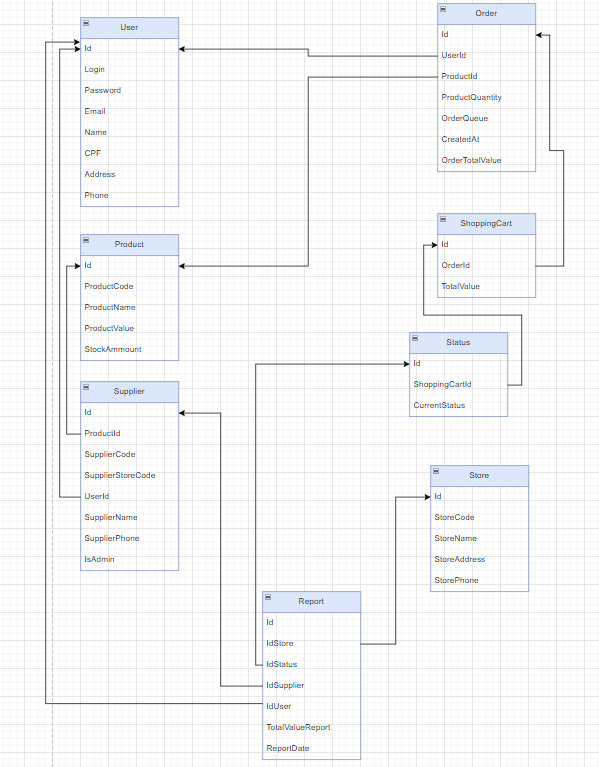 User
Id
Login
Password
Email
Name
CPF
Address
Phone
Order
Id
UserId
ProductId
ProductQuantity
OrderQueue
CreatedAt
OrderTotalValue
Product
Id
ProductCode
ProductName
ProductValue
StockAmmount
ShoppingCart
Id
OrderId
TotalValue
Status
Id
ShoppingCartId
CurrentStatus
Supplier
Id
ProductId
SupplierCode
SupplierStoreCode
UserId
SupplierName
SupplierPhone
IsAdmin
Store
Id
StoreCode
StoreName
StoreAddress
StorePhone
Report
Id
IdStore
IdStatus
IdSupplier
IdUser
TotalValueReport
ReportDate